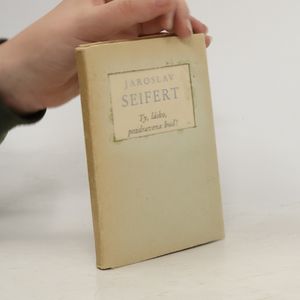 JAROSLAV
SEIFERT
Ty, lásko,
pozdravena buď!